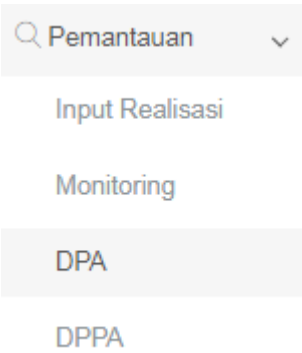 Pemantauan
Input Realisasi
Monitoring
DPA
DPPA